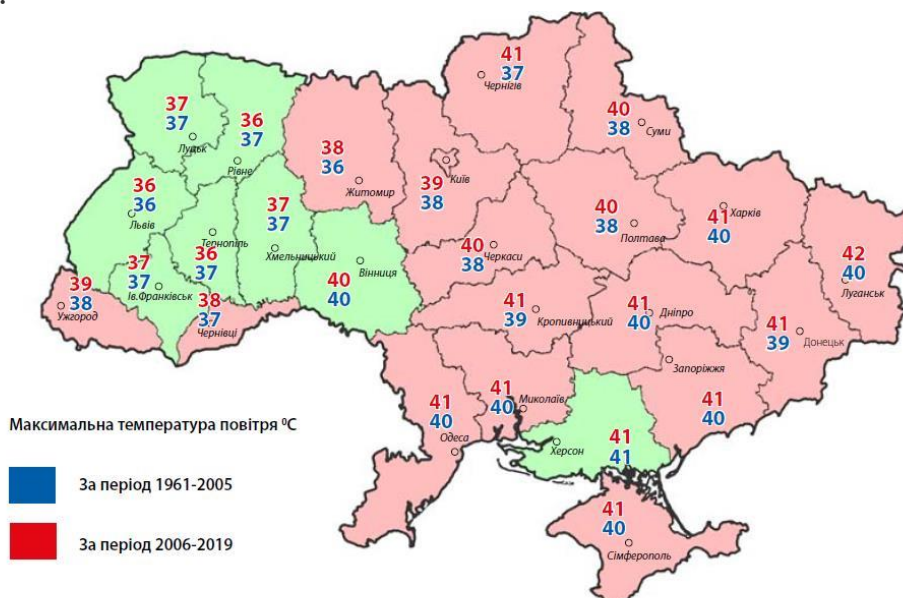 41
37
Чернігів
40
38
Суми
37
37
Луцьк
36
37
Рівне
38
36
Житомир
39
38
Київ
36
36
Львів
36
37
Тернопіль
37
37
Хмельницький
40
40
Вінниця
40
38
Черкаси
40
38
Полтава
41
40
Харків
42
40
Луганськ
39
38
Ужгород
37
37
Ів.Франківськ
38
37
Чернівці
41
39
Кропивницький
41
40
Дніпро
41
39
Донецьк
Запоріжжя
41
40
41
40
Одеса
41
40
Миколаїв
Херсон
41
41
41
40
Сімферополь
Максимальна температура повітря ⁰С
За період 1961-2005
За період 2006-2019